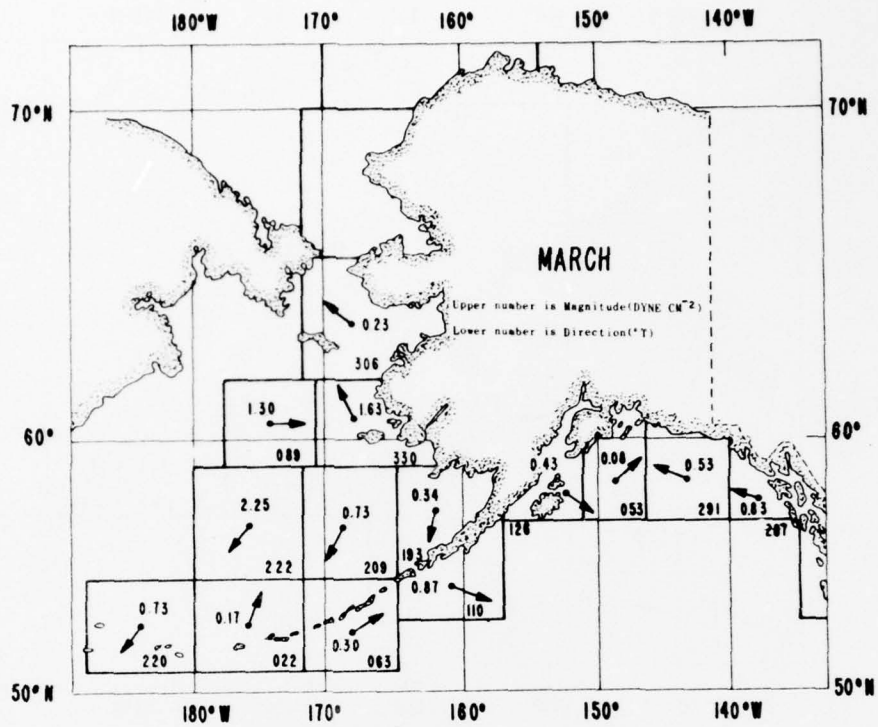 180°W 170° 160° 150° 140°W
70°N 70°N
MARCH
Upper number is Magnitude(DYNE CM⁻²)
Lower number is Direction(°T)
0.23
306
1.30 1.63
60° 60°
089 330
0.43 0.08 0.53
2.25 0.73 0.34 0.83
053 291
126 287
222 209 193
0.87
0.73 0.17 110
0.30
220 022 063
50°N 50°N
180°W 170° 160° 150° 140°W